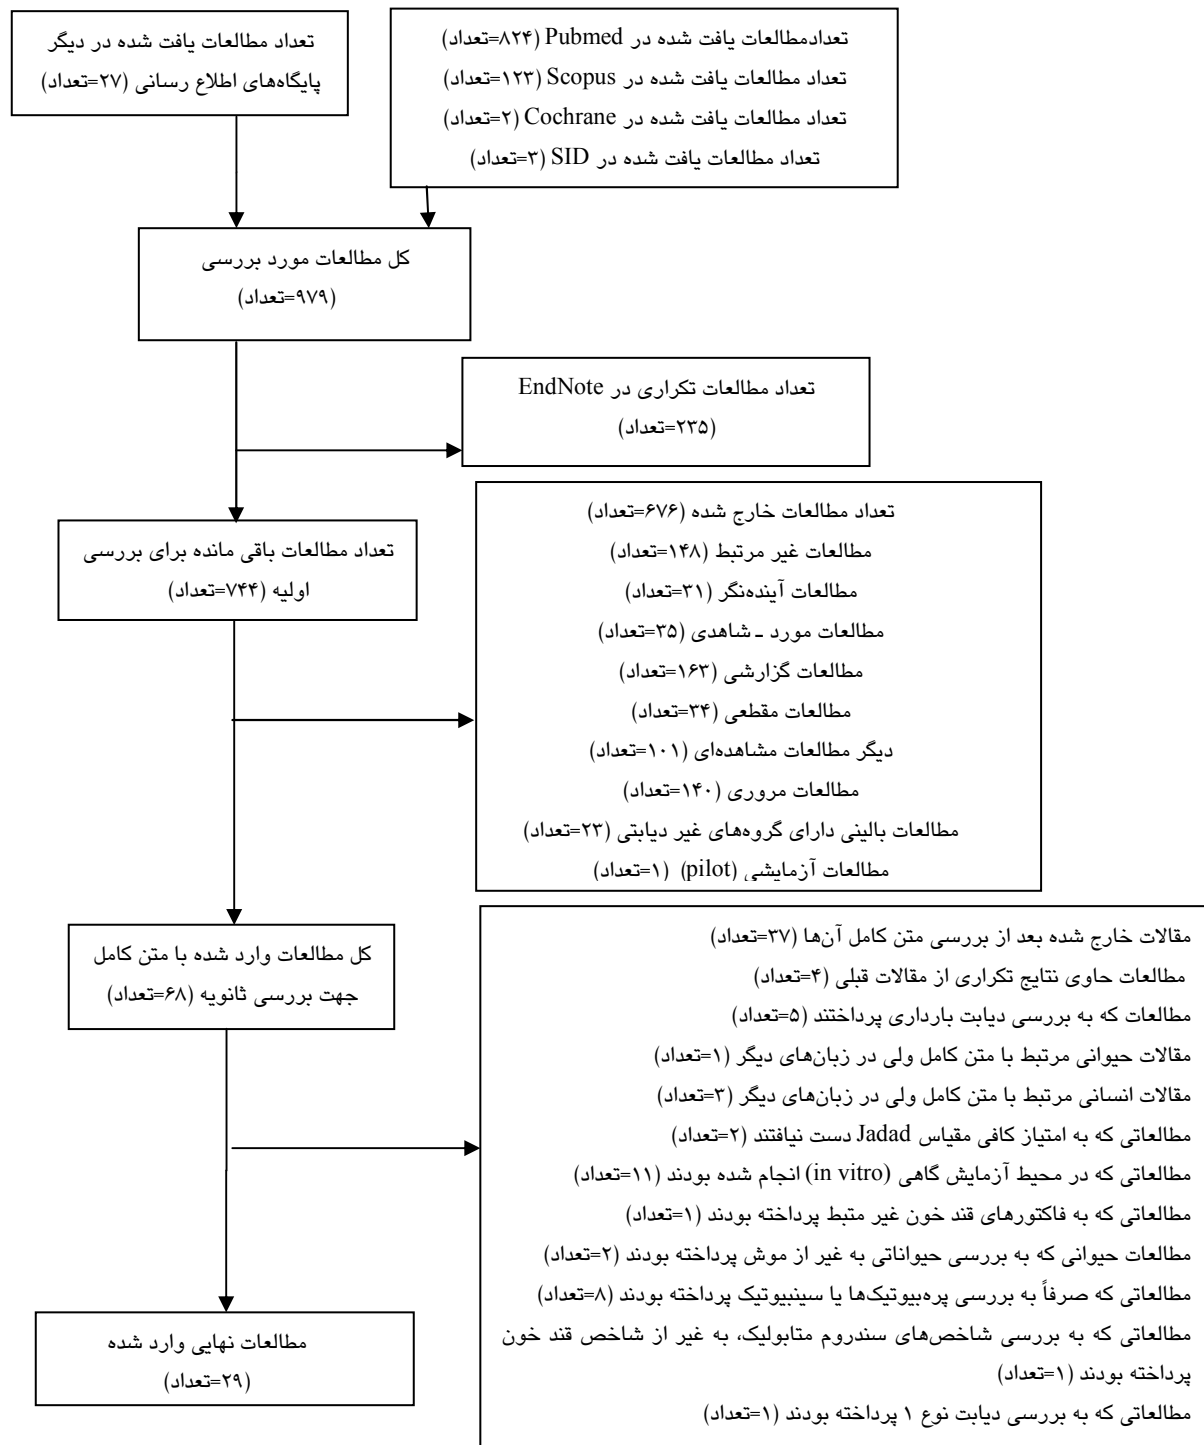 تعداد مطالعات یافت شده در دیگر
پایگاه‌های اطلاع رسانی (۲۷=تعداد)
تعدادمطالعات یافت شده در Pubmed (۸۲۴=تعداد)
تعداد مطالعات یافت شده در Scopus (۱۲۳=تعداد)
تعداد مطالعات یافت شده در Cochrane (۲=تعداد)
تعداد مطالعات یافت شده در SID (۳=تعداد)
کل مطالعات مورد بررسی
(۹۷۹=تعداد)
تعداد مطالعات تکراری در EndNote
(۲۳۵=تعداد)
تعداد مطالعات باقی مانده برای بررسی
اولیه (۷۴۴=تعداد)
تعداد مطالعات خارج شده (۶۷۶=تعداد)
مطالعات غیر مرتبط (۱۴۸=تعداد)
مطالعات آینده‌نگر (۳۱=تعداد)
مطالعات مورد ـ شاهدی (۳۵=تعداد)
مطالعات گزارشی (۱۶۳=تعداد)
مطالعات مقطعی (۳۴=تعداد)
دیگر مطالعات مشاهده‌ای (۱۰۱=تعداد)
مطالعات مروری (۱۴۰=تعداد)
مطالعات بالینی دارای گروه‌های غیر دیابتی (۲۳=تعداد)
مطالعات آزمایشی (pilot) (۱=تعداد)
کل مطالعات وارد شده با متن کامل
جهت بررسی ثانویه (۶۸=تعداد)
مقالات خارج شده بعد از بررسی متن کامل آن‌ها (۳۷=تعداد)
مطالعات حاوی نتایج تکراری از مقالات قبلی (۴=تعداد)
مطالعات که به بررسی دیابت بارداری پرداختند (۵=تعداد)
مقالات حیوانی مرتبط با متن کامل ولی در زبان‌های دیگر (۱=تعداد)
مقالات انسانی مرتبط با متن کامل ولی در زبان‌های دیگر (۳=تعداد)
مطالعاتی که به امتیاز کافی مقیاس Jadad دست نیافتند (۲=تعداد)
مطالعاتی که در محیط آزمایش گاهی (in vitro) انجام شده بودند (۱۱=تعداد)
مطالعاتی که به فاکتورهای قند خون غیر متبط پرداخته بودند (۱=تعداد)
مطالعات حیوانی که به بررسی حیواناتی به غیر از موش پرداخته بودند (۲=تعداد)
مطالعاتی که صرفاً به بررسی پره‌بیوتیک‌ها یا سینبیوتیک پرداخته بودند (۸=تعداد)
مطالعاتی که به بررسی شاخص‌های سندروم متابولیک، به غیر از شاخص قند خون
پرداخته بودند (۱=تعداد)
مطالعاتی که به بررسی دیابت نوع ۱ پرداخته بودند (۱=تعداد)
مطالعات نهایی وارد شده
(۲۹=تعداد)